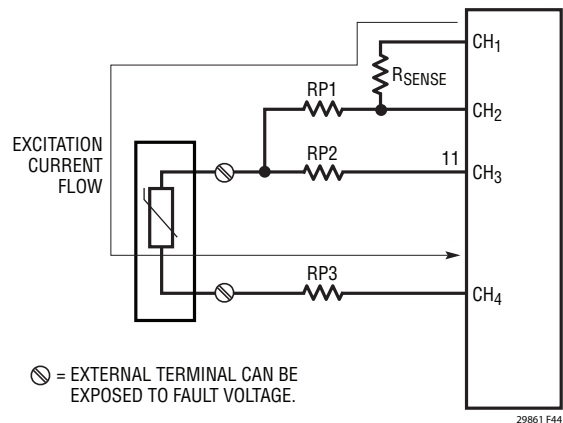 CH1
RSENSE
RP1
CH2
EXCITATION
CURRENT
FLOW
RP2
11
CH3
RP3
CH4
= EXTERNAL TERMINAL CAN BE
EXPOSED TO FAULT VOLTAGE.
29861 F44